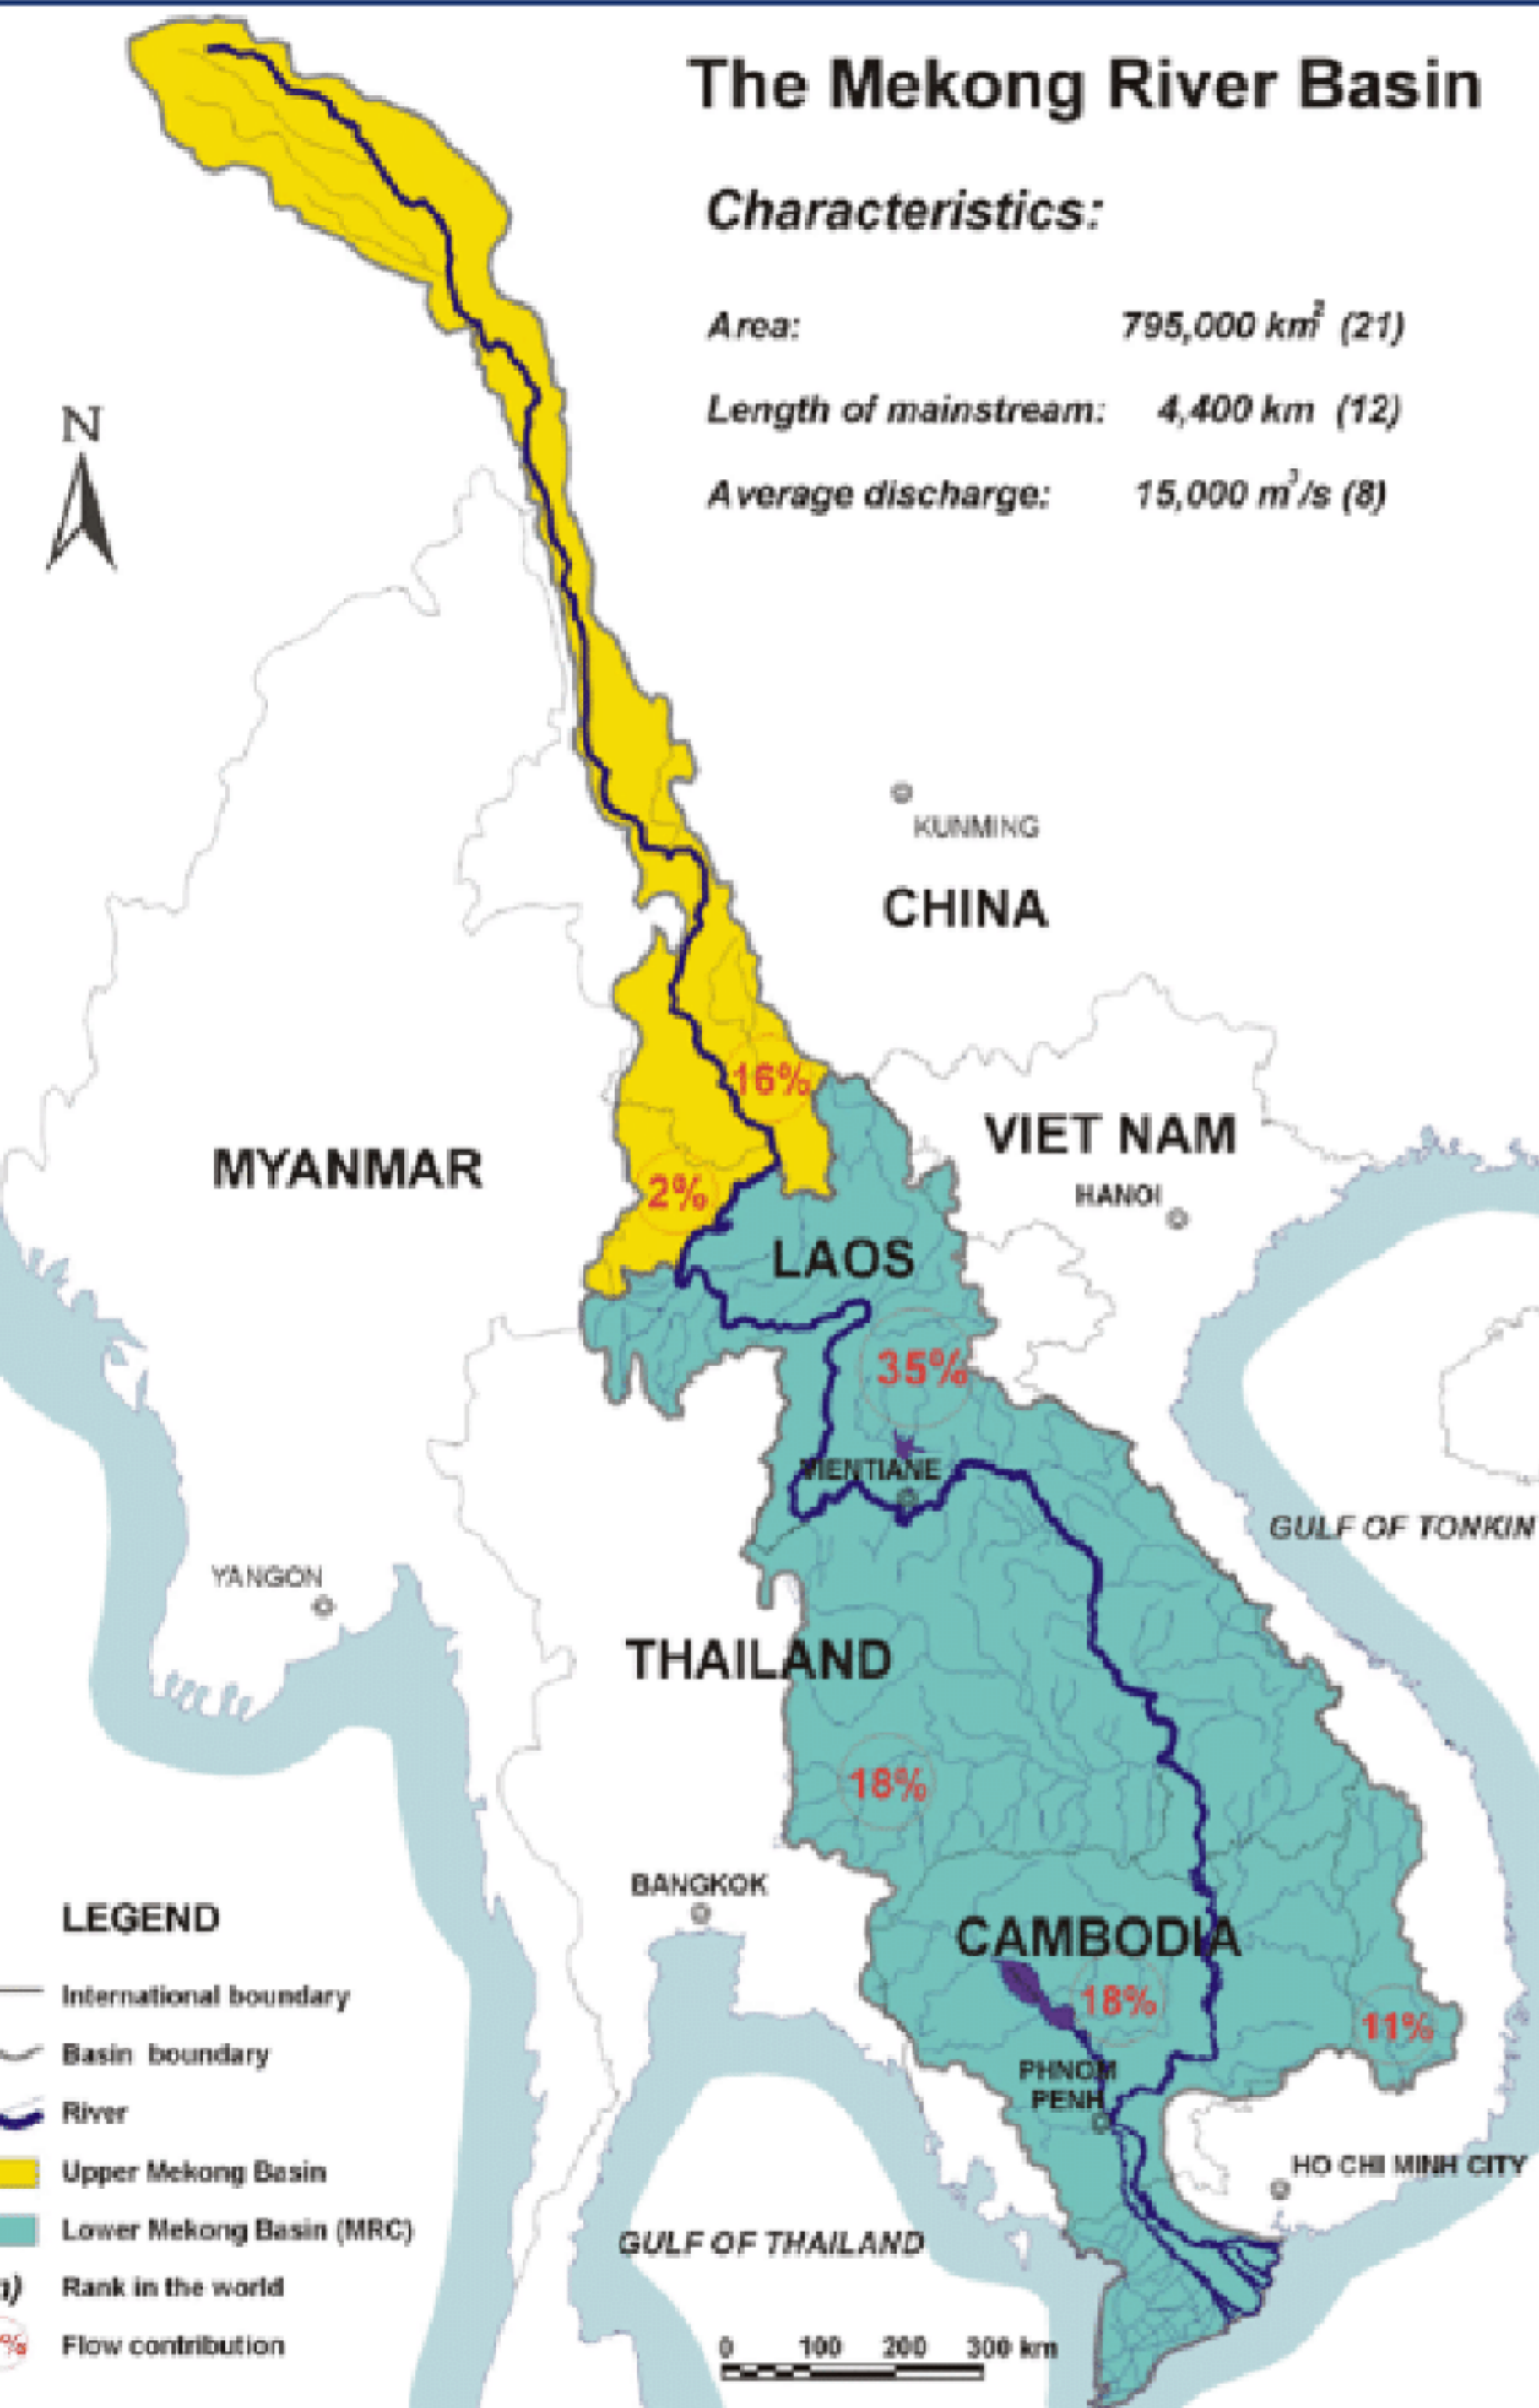 The Mekong River Basin
Characteristics:
Area: 795,000 km² (21)
Length of mainstream: 4,400 km (12)
Average discharge: 15,000 m³/s (8)
N
KUNMING
CHINA
16%
VIET NAM
MYANMAR
2%
HANOI
LAOS
35%
VIENTIANE
GULF OF TONKIN
YANGON
THAILAND
18%
BANGKOK
CAMBODIA
18%
11%
PHNOM
PENH
HO CHI MINH CITY
GULF OF THAILAND
LEGEND
International boundary
Basin boundary
River
Upper Mekong Basin
Lower Mekong Basin (MRC)
n) Rank in the world
% Flow contribution
0 100 200 300 km